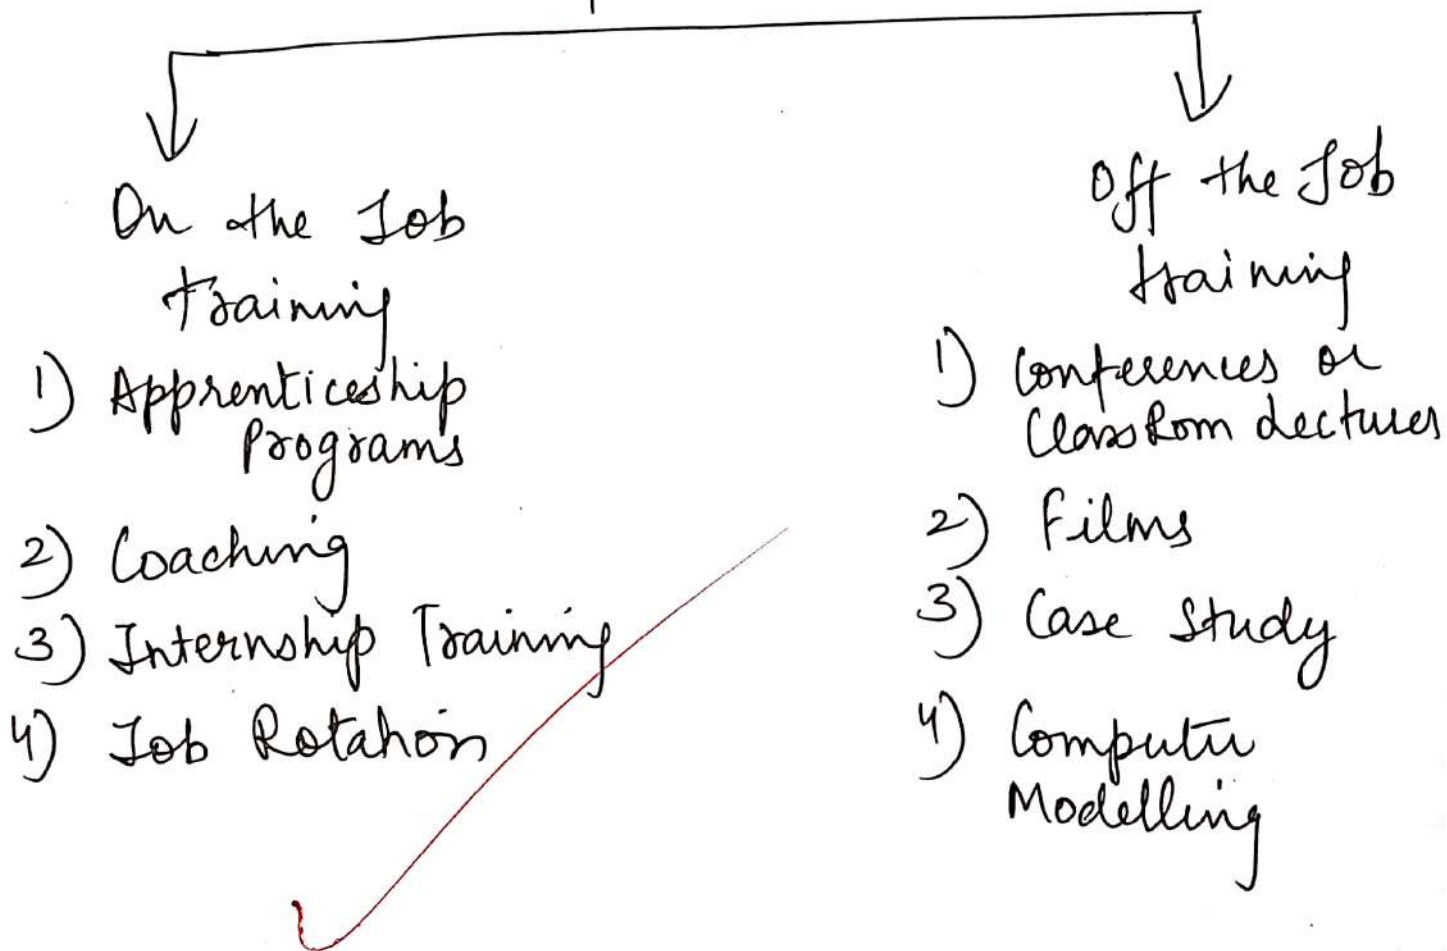 On the Job
Training
1) Apprenticeship
Programs
2) Coaching
3) Internship Training
4) Job Rotation
Off the Job
training
1) Conferences or
ClassRom Lectures
2) Films
3) Case Study
4) Computer
Modelling